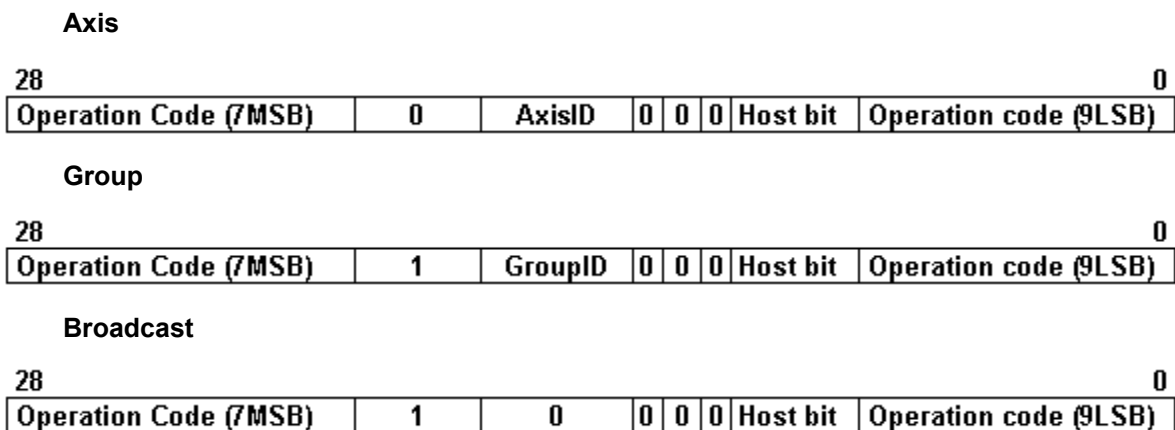 Axis
28 0
Operation Code (7MSB) 0 AxisID 0 0 0 Host bit Operation code (9LSB)
Group
28 0
Operation Code (7MSB) 1 GroupID 0 0 0 Host bit Operation code (9LSB)
Broadcast
28 0
Operation Code (7MSB) 1 0 0 0 0 Host bit Operation code (9LSB)